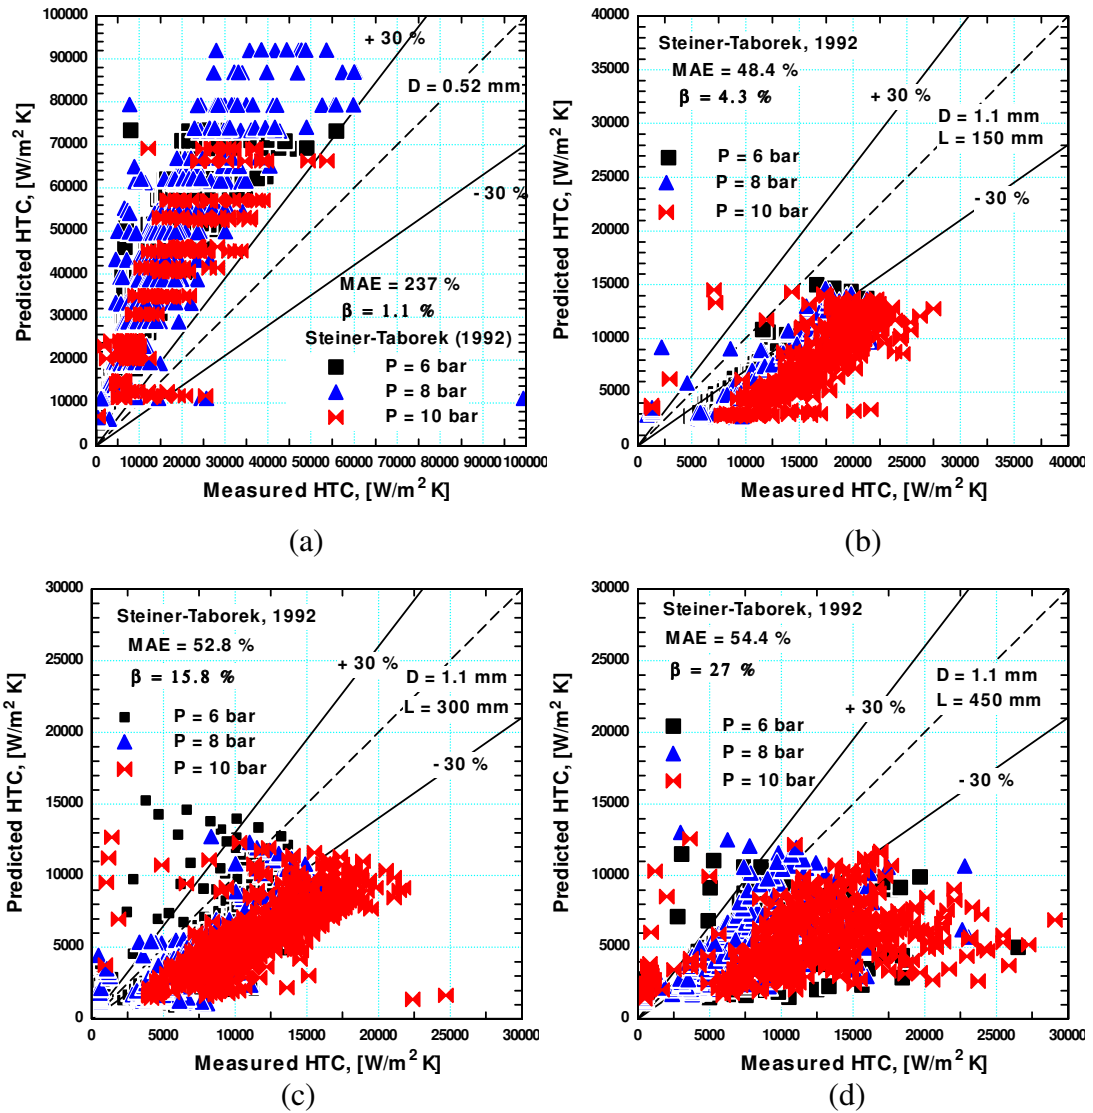 100000
90000
80000
70000
60000
50000
40000
30000
20000
10000
0
Predicted HTC, [W/m² K]
+ 30 %
D = 0.52 mm
- 30 %
MAE = 237 %
β = 1.1 %
Steiner-Taborek (1992)
P = 6 bar
P = 8 bar
P = 10 bar
0 10000 20000 30000 40000 50000 60000 70000 80000 90000 100000
Measured HTC, [W/m² K]
(a)
40000
35000
30000
25000
20000
15000
10000
5000
0
Predicted HTC, [W/m² K]
Steiner-Taborek, 1992
MAE = 48.4 %
β = 4.3 %
+ 30 %
D = 1.1 mm
L = 150 mm
P = 6 bar
P = 8 bar
P = 10 bar
- 30 %
0 5000 10000 15000 20000 25000 30000 35000 40000
Measured HTC, [W/m² K]
(b)
30000
25000
20000
15000
10000
5000
0
Predicted HTC, [W/m² K]
Steiner-Taborek, 1992
MAE = 52.8 %
β = 15.8 %
+ 30 %
D = 1.1 mm
L = 300 mm
P = 6 bar
P = 8 bar
P = 10 bar
- 30 %
0 5000 10000 15000 20000 25000 30000
Measured HTC, [W/m² K]
(c)
30000
25000
20000
15000
10000
5000
0
Predicted HTC, [W/m² K]
Steiner-Taborek, 1992
MAE = 54.4 %
β = 27 %
D = 1.1 mm
L = 450 mm
+ 30 %
P = 6 bar
P = 8 bar
P = 10 bar
- 30 %
0 5000 10000 15000 20000 25000 30000
Measured HTC, [W/m² K]
(d)